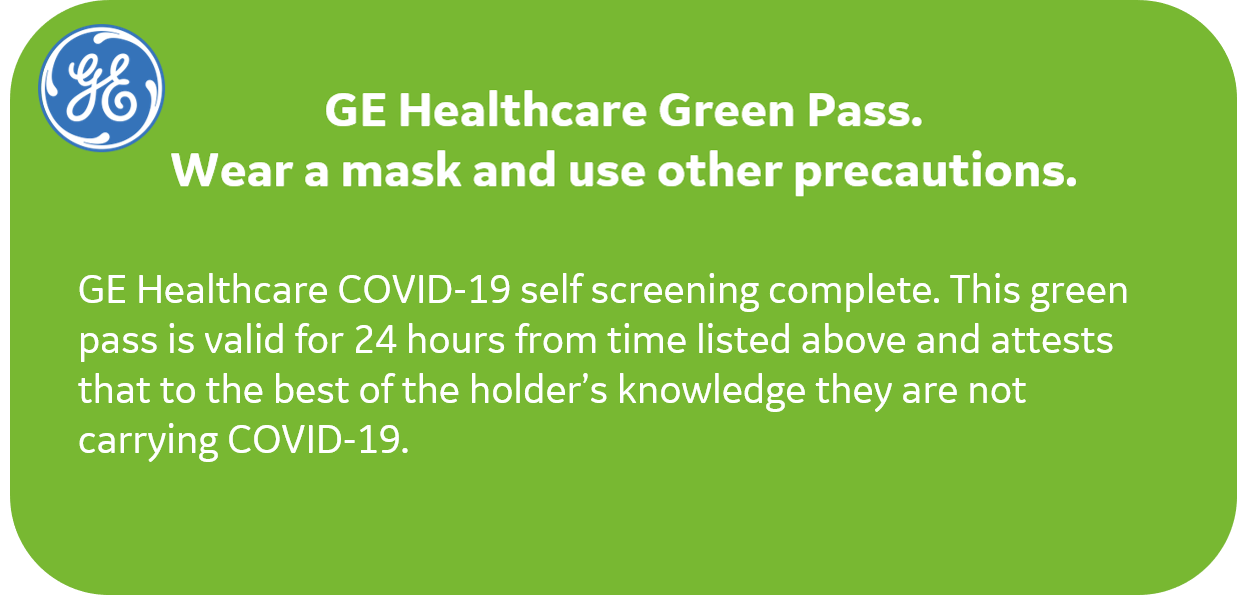 GE
GE Healthcare Green Pass.
Wear a mask and use other precautions.
GE Healthcare COVID-19 self screening complete. This green
pass is valid for 24 hours from time listed above and attests
that to the best of the holder’s knowledge they are not
carrying COVID-19.